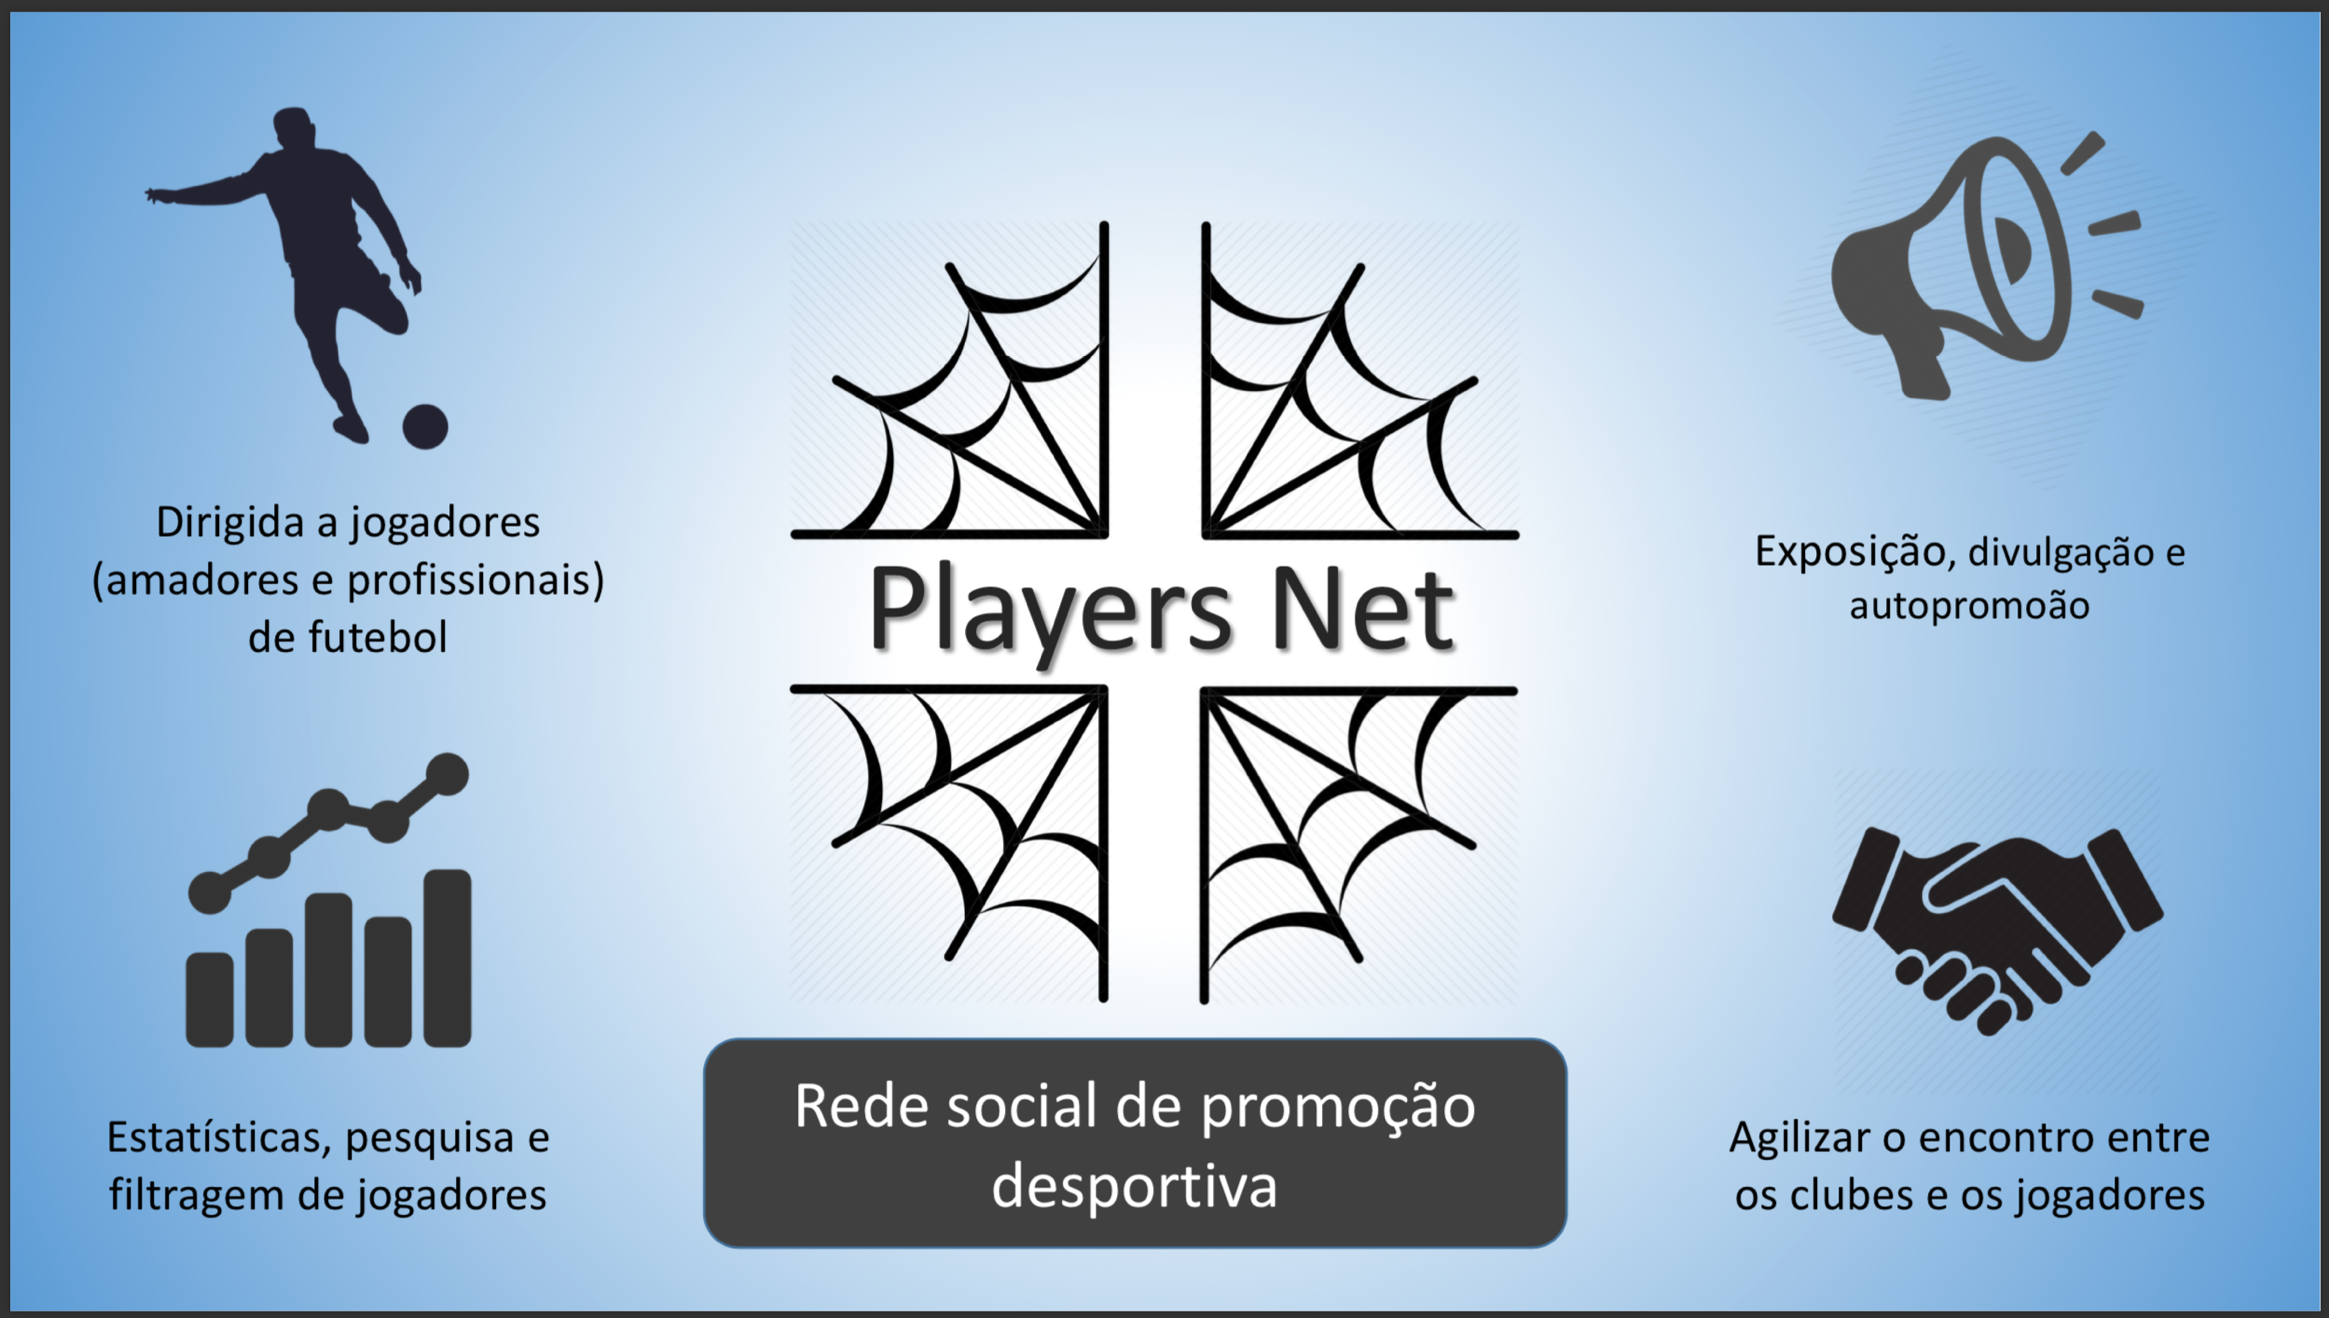 Dirigida a jogadores
(amadores e profissionais)
de futebol
Players Net
Exposição, divulgação e
autopromoão
Estatísticas, pesquisa e
filtragem de jogadores
Rede social de promoção
desportiva
Agilizar o encontro entre
os clubes e os jogadores